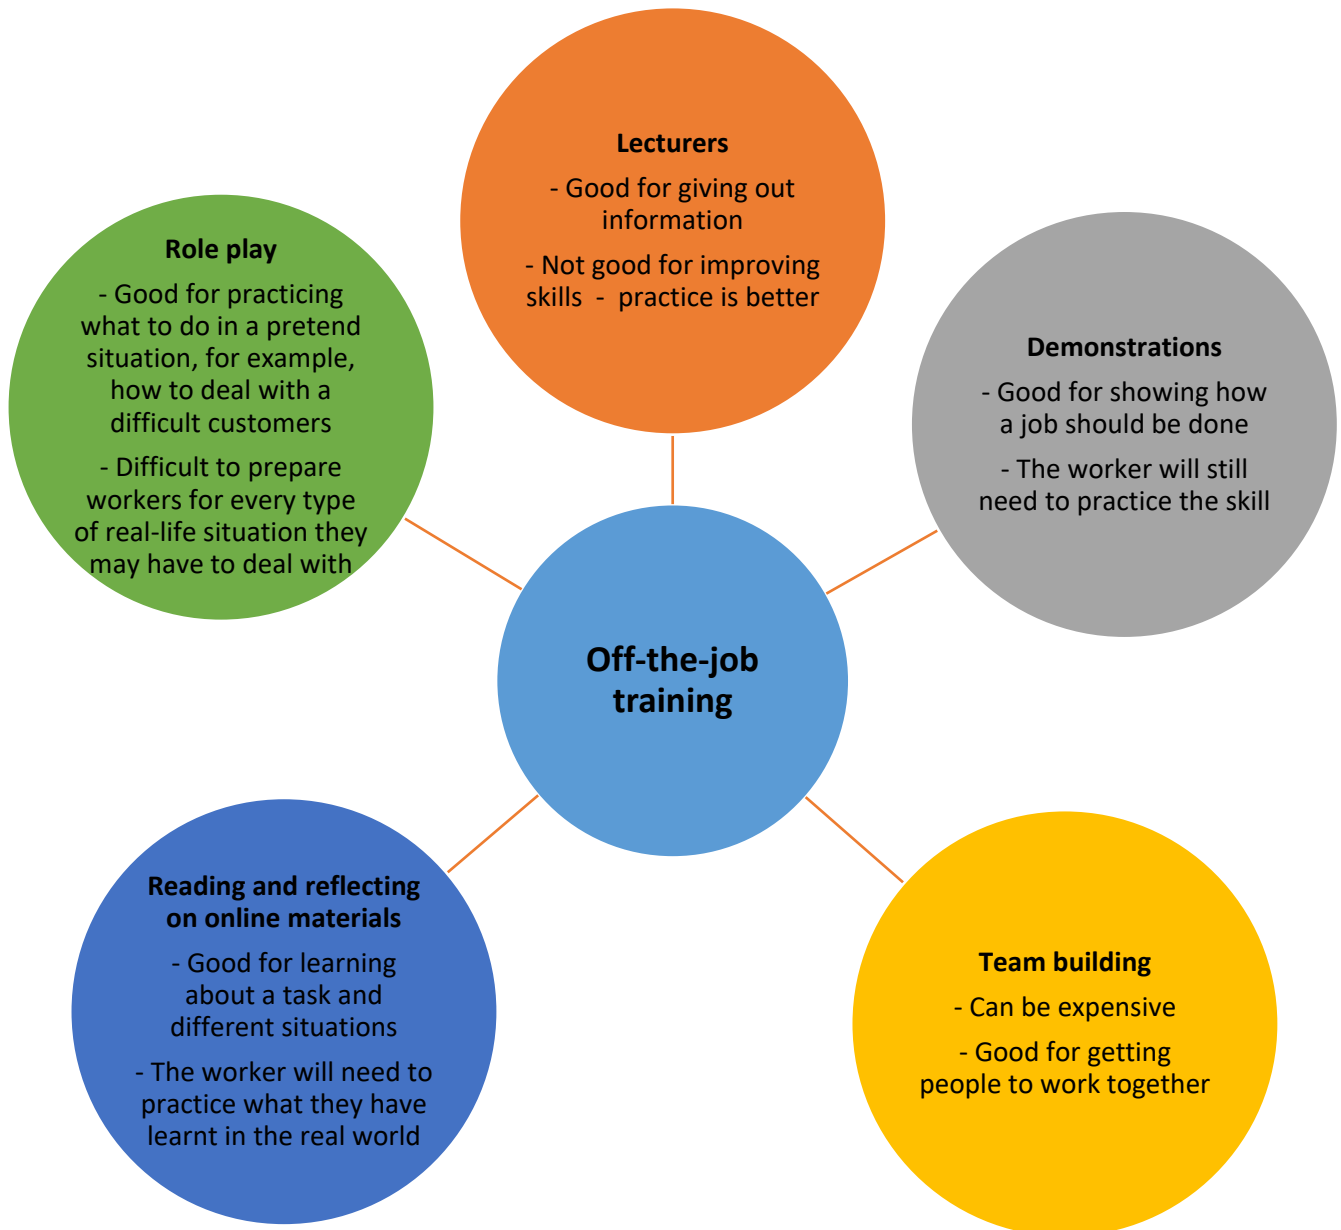 Lecturers
- Good for giving out
information
- Not good for improving
skills - practice is better
Role play
- Good for practicing
what to do in a pretend
situation, for example,
how to deal with a
difficult customers
- Difficult to prepare
workers for every type
of real-life situation they
may have to deal with
Demonstrations
- Good for showing how
a job should be done
- The worker will still
need to practice the skill
Off-the-job
training
Reading and reflecting
on online materials
- Good for learning
about a task and
different situations
- The worker will need to
practice what they have
learnt in the real world
Team building
- Can be expensive
- Good for getting
people to work together